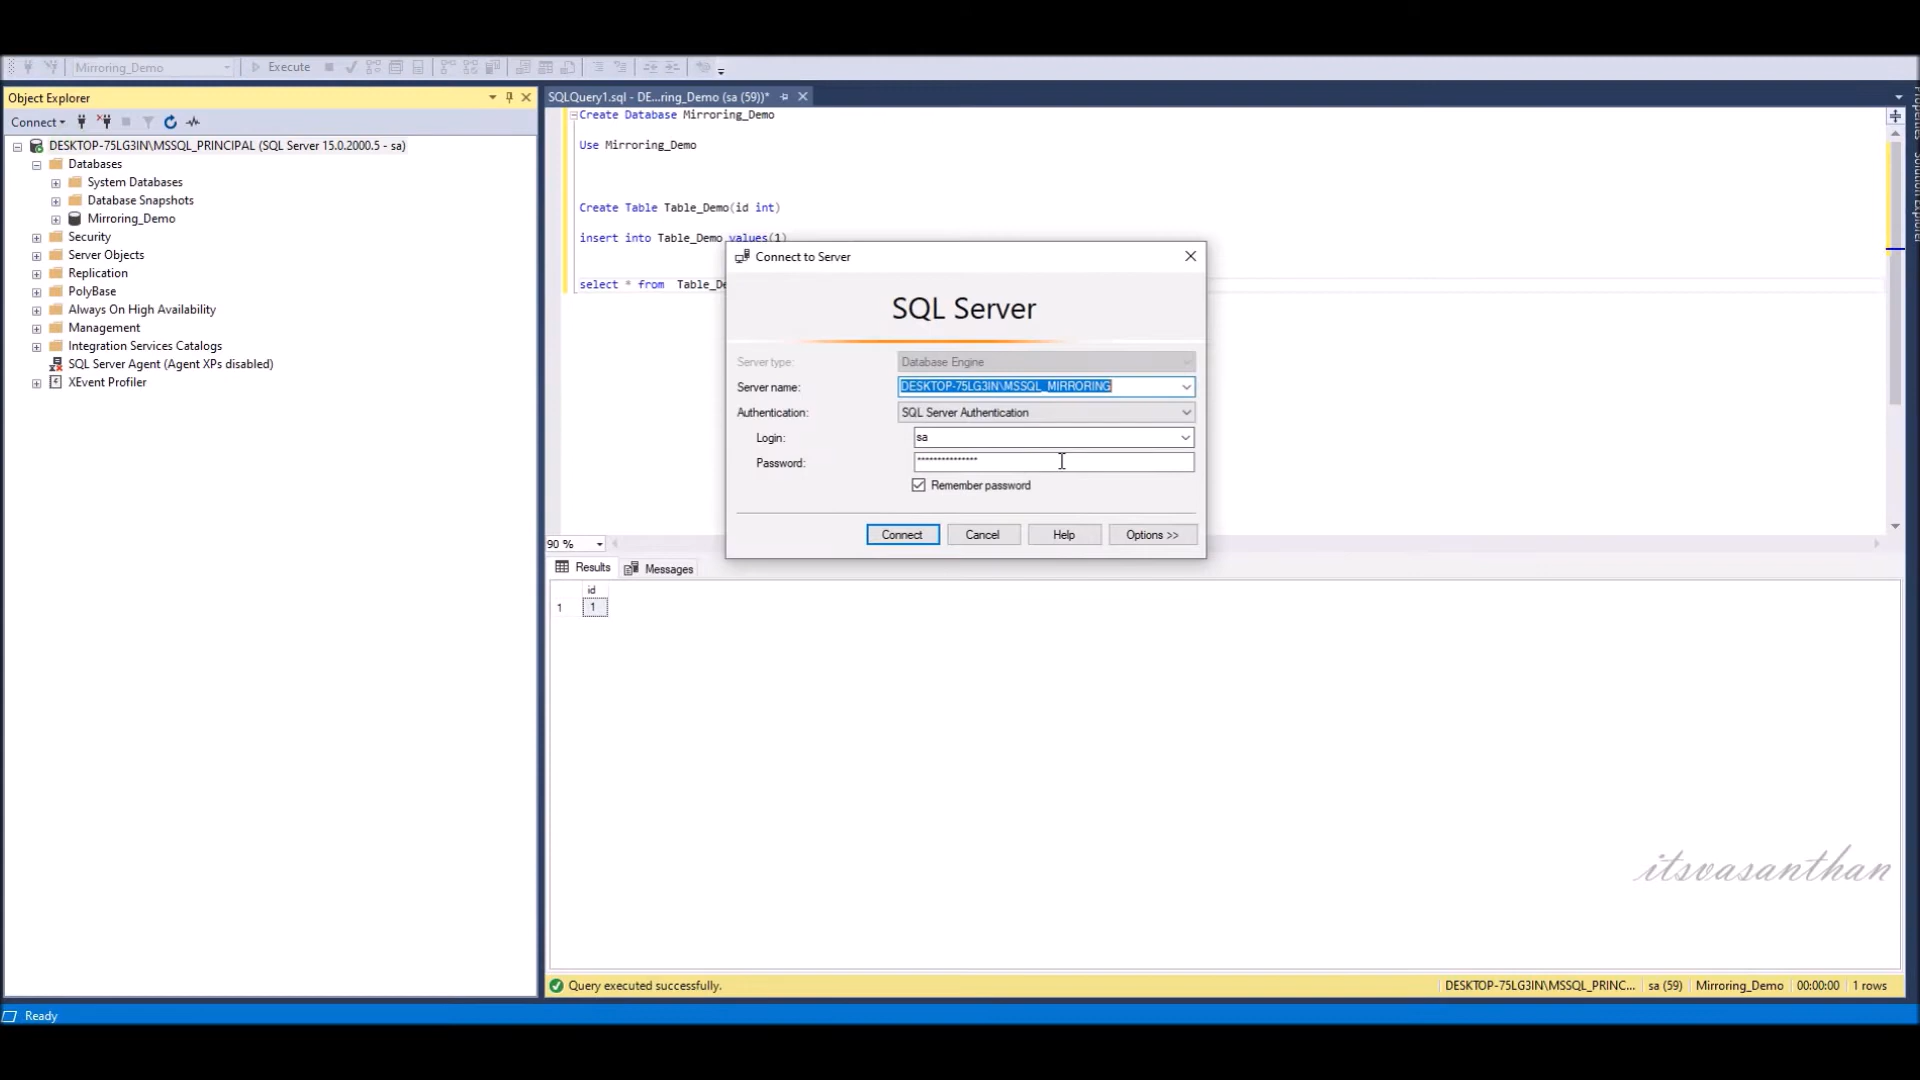 Mirroring_Demo
Execute
Object Explorer
Connect
DESKTOP-75LG3IN\MSSQL_PRINCIPAL (SQL Server 15.0.2000.5 - sa)
Databases
System Databases
Database Snapshots
Mirroring_Demo
Security
Server Objects
Replication
PolyBase
Always On High Availability
Management
Integration Services Catalogs
SQL Server Agent (Agent XPs disabled)
XEvent Profiler
SQLQuery1.sql - DE...ring_Demo (sa (59))*
Create Database Mirroring_Demo
Use Mirroring_Demo
Create Table Table_Demo(id int)
insert into Table_Demo values(1)
select * from Table_De
Connect to Server
SQL Server
Server type:
Database Engine
Server name:
DESKTOP-75LG3IN\MSSQL_MIRRORING
Authentication:
SQL Server Authentication
Login:
sa
Password:
***************
Remember password
Connect
Cancel
Help
Options >>
90 %
Results
Messages
id
1
1
itsvasanthan
Query executed successfully.
DESKTOP-75LG3IN\MSSQL_PRINC...
sa (59)
Mirroring_Demo
00:00:00
1 rows
Ready
Solution Explorer